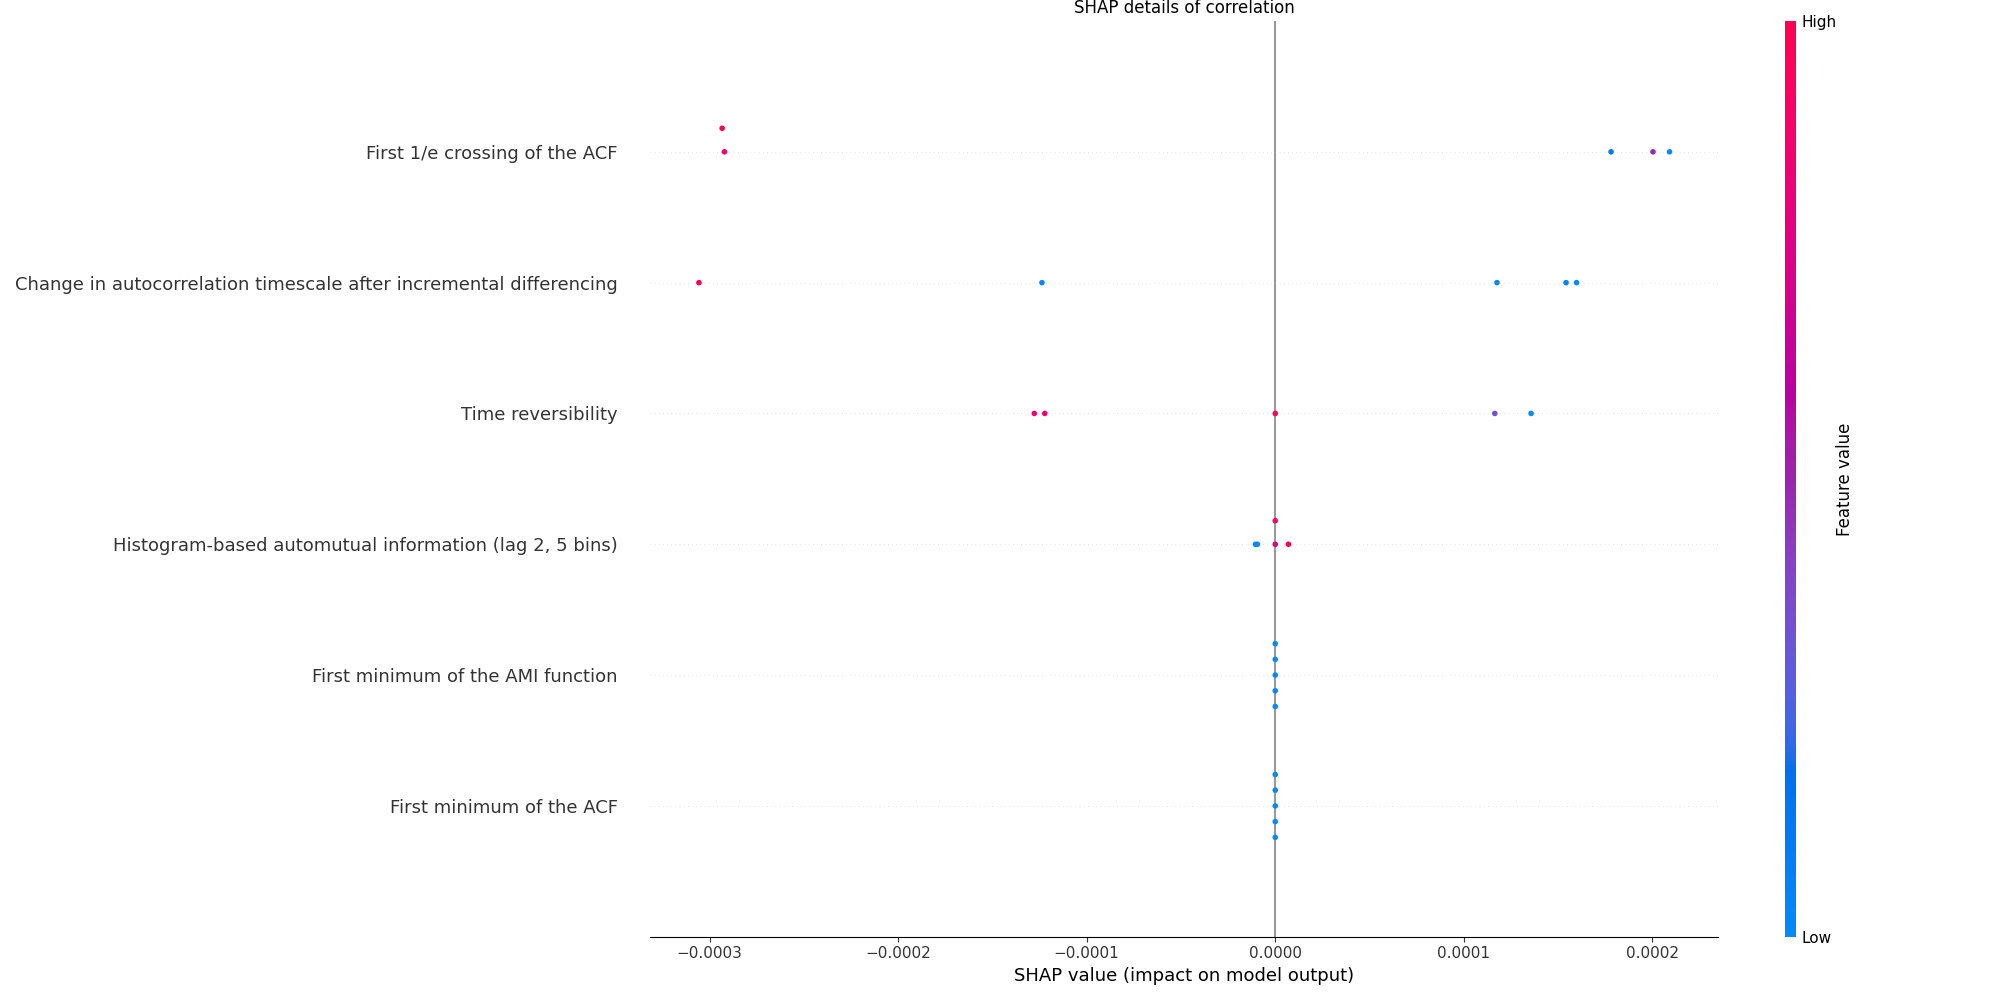 SHAP details of correlation
High
First 1/e crossing of the ACF
Change in autocorrelation timescale after incremental differencing
Time reversibility
Histogram-based automutual information (lag 2, 5 bins)
First minimum of the AMI function
First minimum of the ACF
Feature value
Low
−0.0003
−0.0002
−0.0001
0.0000
0.0001
0.0002
SHAP value (impact on model output)